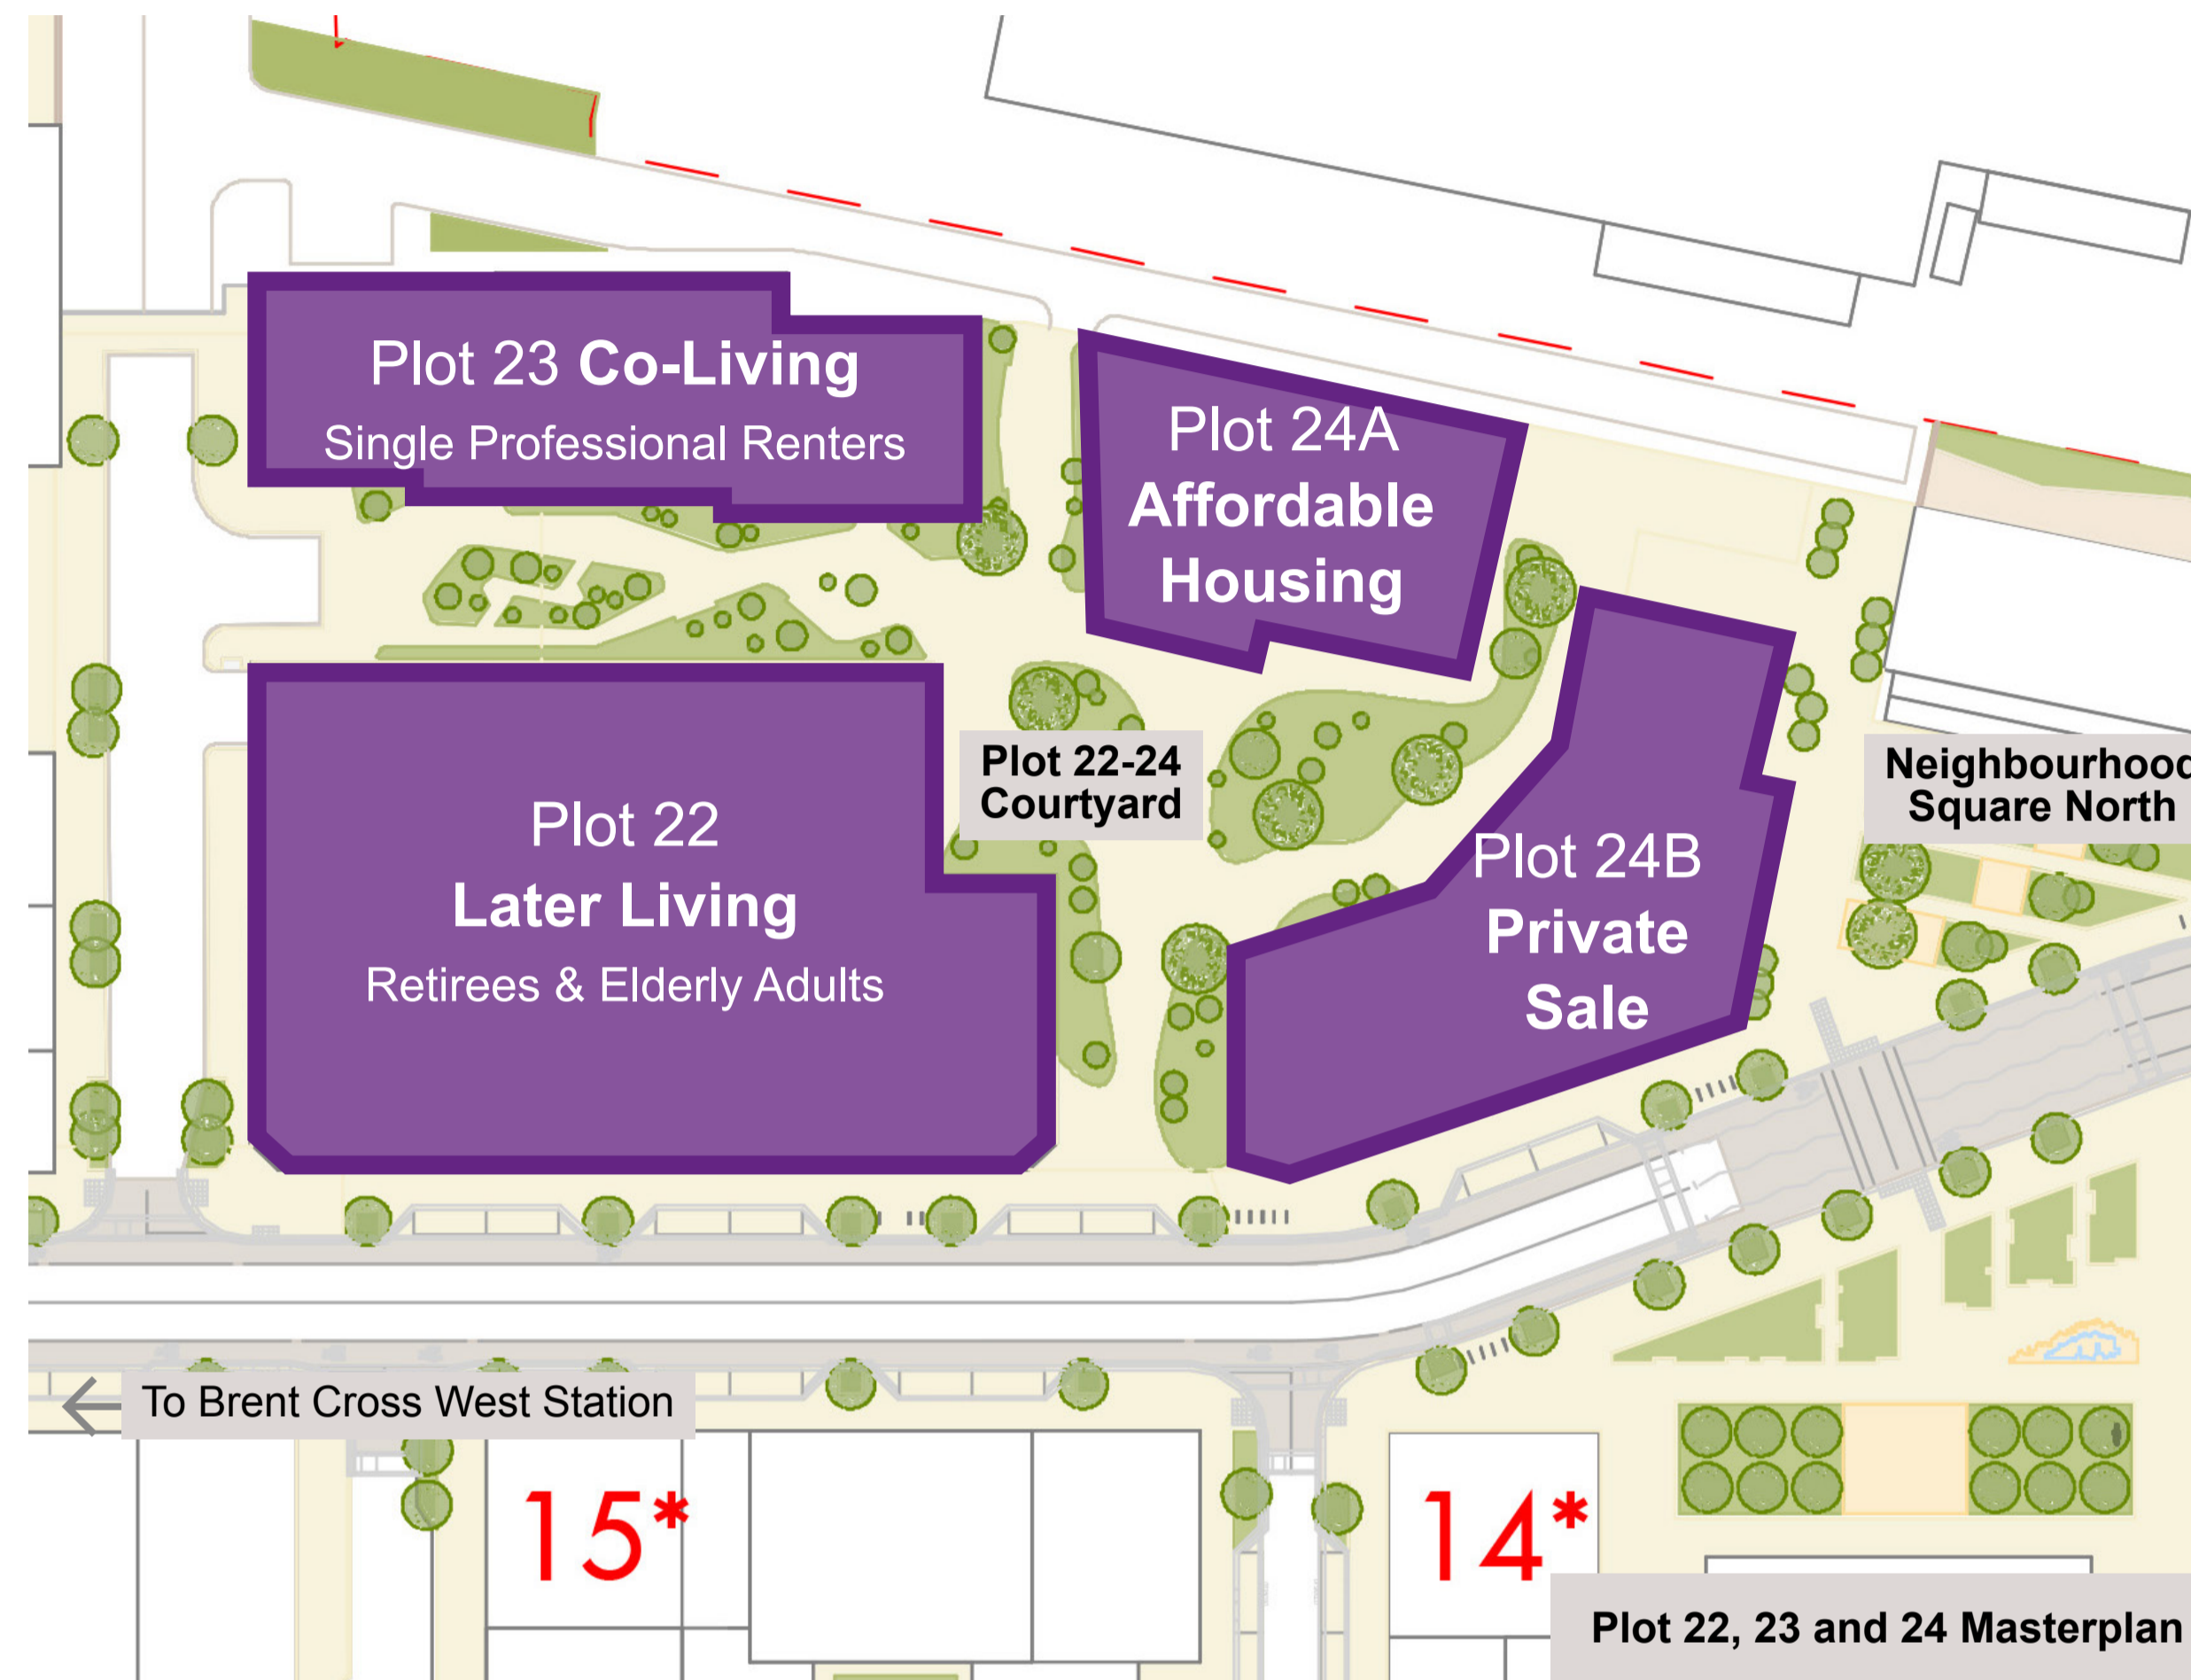 Plot 23 Co-Living
Single Professional Renters
Plot 24A
Affordable
Housing
Plot 22-24
Courtyard
Neighbourhood
Square North
Plot 22
Later Living
Retirees & Elderly Adults
Plot 24B
Private
Sale
To Brent Cross West Station
15*
14*
Plot 22, 23 and 24 Masterplan